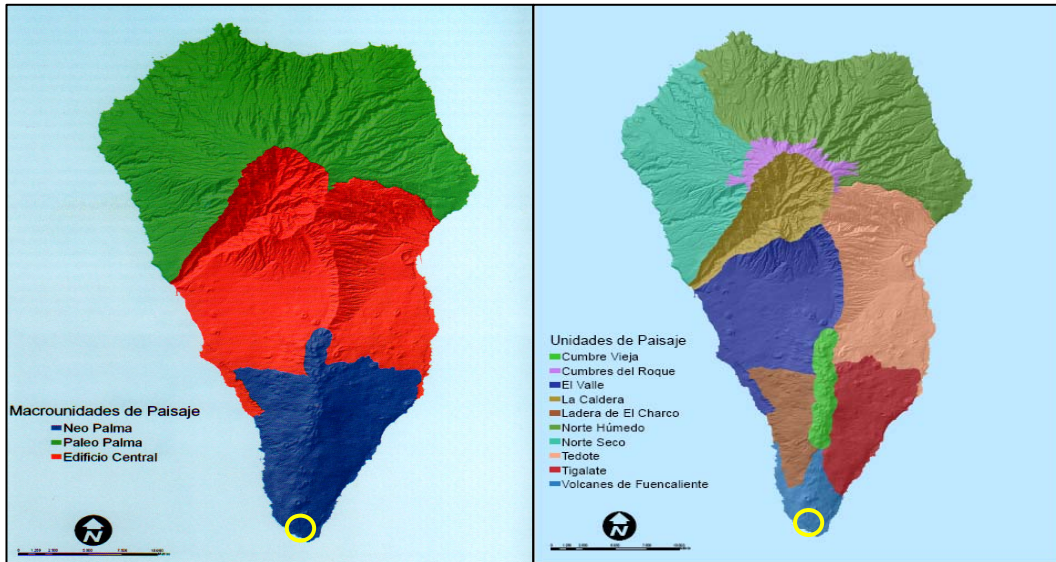 Macrounidades de Paisaje
Neo Palma
Paleo Palma
Edificio Central
N
Unidades de Paisaje
Cumbre Vieja
Cumbres del Roque
El Valle
La Caldera
Ladera de El Charco
Norte Húmedo
Norte Seco
Tedote
Tigalate
Volcanes de Fuencaliente
N